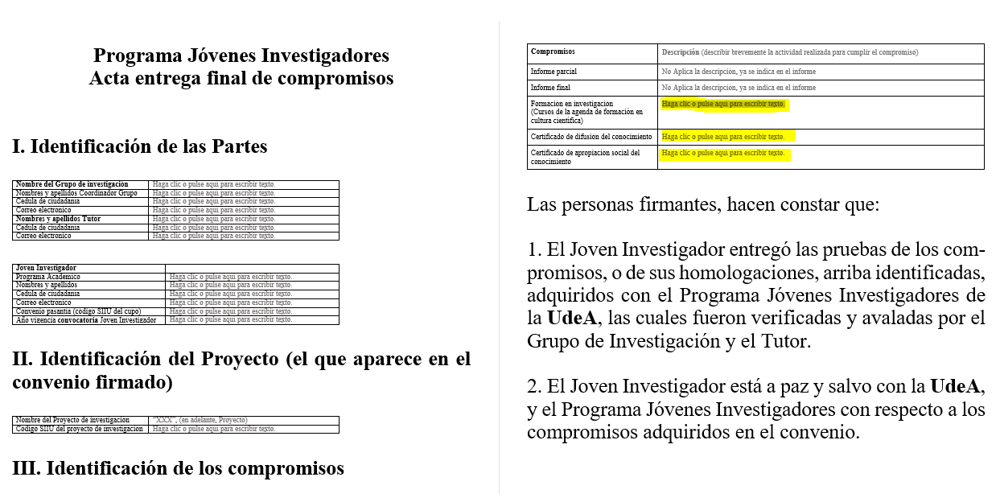 Programa Jóvenes Investigadores
Acta entrega final de compromisos
I. Identificación de las Partes
Nombre del Grupo de investigación Haga clic o pulse aquí para escribir texto.
Nombres y apellidos Coordinador Grupo Haga clic o pulse aquí para escribir texto.
Cédula de ciudadanía Haga clic o pulse aquí para escribir texto.
Correo electrónico Haga clic o pulse aquí para escribir texto.
Nombres y apellidos Tutor Haga clic o pulse aquí para escribir texto.
Cédula de ciudadanía Haga clic o pulse aquí para escribir texto.
Correo electrónico Haga clic o pulse aquí para escribir texto.
Joven Investigador
Programa Académico Haga clic o pulse aquí para escribir texto.
Nombres y apellidos Haga clic o pulse aquí para escribir texto.
Cédula de ciudadanía Haga clic o pulse aquí para escribir texto.
Correo electrónico Haga clic o pulse aquí para escribir texto.
Convenio pasantía (código SIIU del cupo) Haga clic o pulse aquí para escribir texto.
Año vigencia convocatoria Joven Investigador Haga clic o pulse aquí para escribir texto.
II. Identificación del Proyecto (el que aparece en el
convenio firmado)
Nombre del Proyecto de investigación "XXX", (en adelante, Proyecto)
Código SIIU del proyecto de investigación Haga clic o pulse aquí para escribir texto.
III. Identificación de los compromisos
Compromisos Descripción (describir brevemente la actividad realizada para cumplir el compromiso)
Informe parcial No Aplica la descripción, ya se indica en el informe
Informe final No Aplica la descripción, ya se indica en el informe
Formación en investigación Haga clic o pulse aquí para escribir texto.
(Cursos de la agenda de formación en
cultura científica)
Certificado de difusión del conocimiento Haga clic o pulse aquí para escribir texto.
Certificado de apropiación social del Haga clic o pulse aquí para escribir texto.
conocimiento
Las personas firmantes, hacen constar que:
1. El Joven Investigador entregó las pruebas de los com-
promisos, o de sus homologaciones, arriba identificadas,
adquiridos con el Programa Jóvenes Investigadores de
la UdeA, las cuales fueron verificadas y avaladas por el
Grupo de Investigación y el Tutor.
2. El Joven Investigador está a paz y salvo con la UdeA,
y el Programa Jóvenes Investigadores con respecto a los
compromisos adquiridos en el convenio.